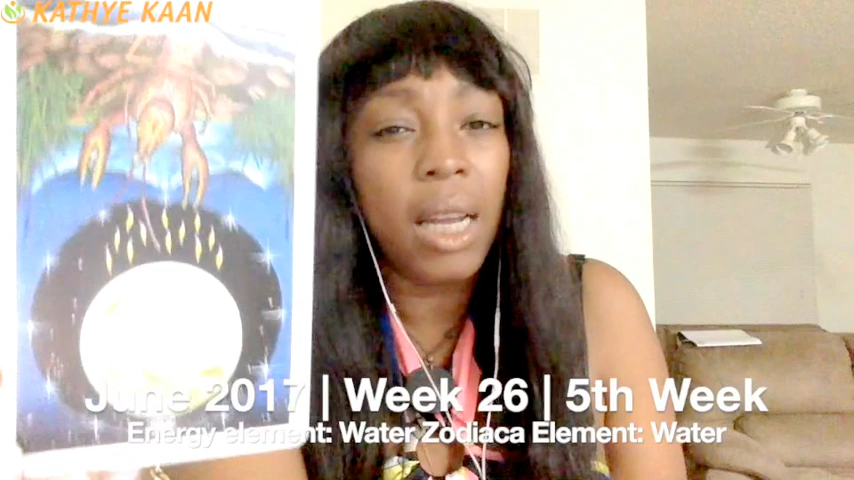 KATHYE KAAN
June 2017 | Week 26 | 5th Week
Energy element: Water Zodiaca Element: Water